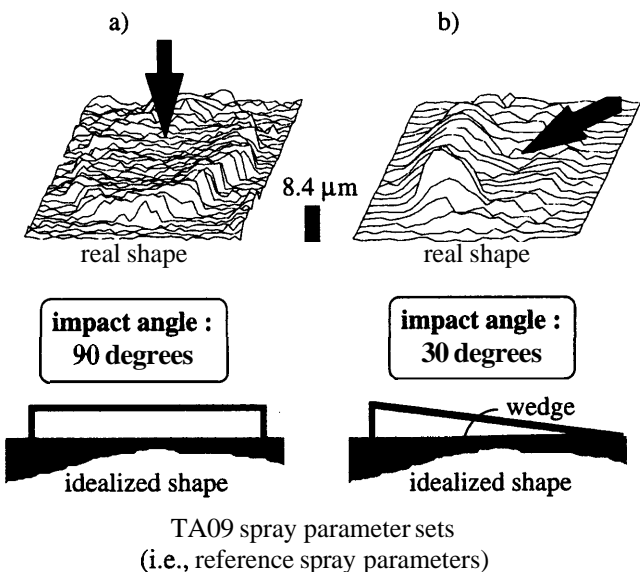 a)
b)
8.4 μm
real shape
real shape
impact angle :
90 degrees
impact angle :
30 degrees
wedge
idealized shape
idealized shape
TA09 spray parameter sets
(i.e., reference spray parameters)